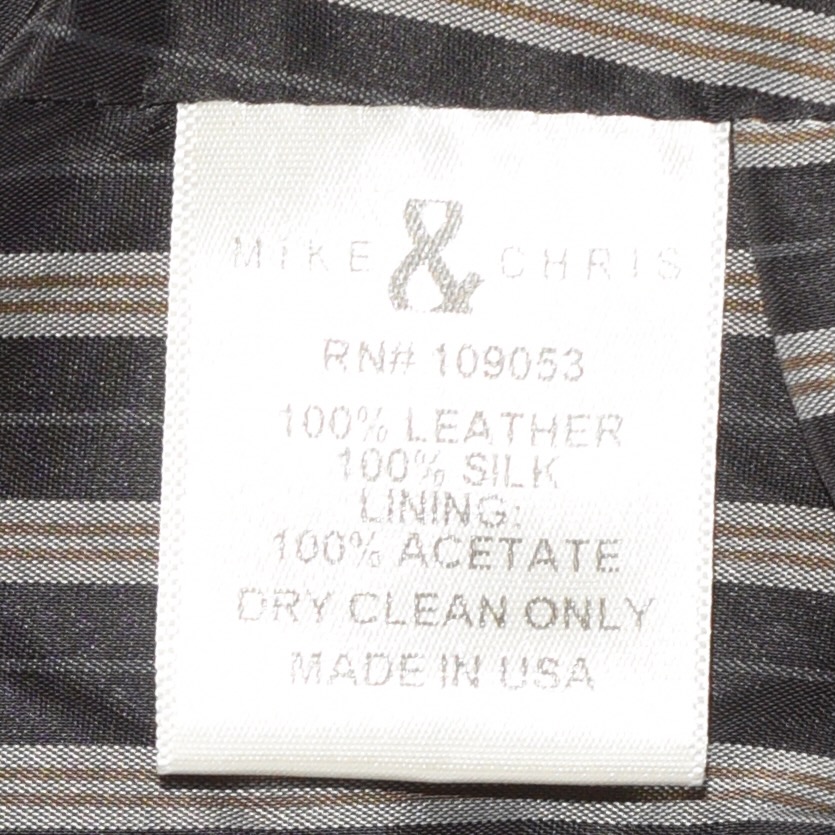 MIKE & CHRIS
RN# 109053
100% LEATHER
100% SILK
LINING:
100% ACETATE
DRY CLEAN ONLY
MADE IN USA